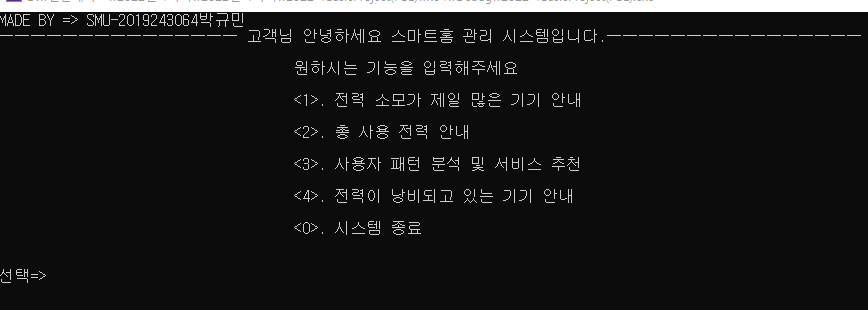 MADE BY => SMU-2019243064박규민
──────────────── 고객님 안녕하세요 스마트홈 관리 시스템입니다.─────────────────
원하시는 기능을 입력해주세요
<1>. 전력 소모가 제일 많은 기기 안내
<2>. 총 사용 전력 안내
<3>. 사용자 패턴 분석 및 서비스 추천
<4>. 전력이 낭비되고 있는 기기 안내
<0>. 시스템 종료
선택=>